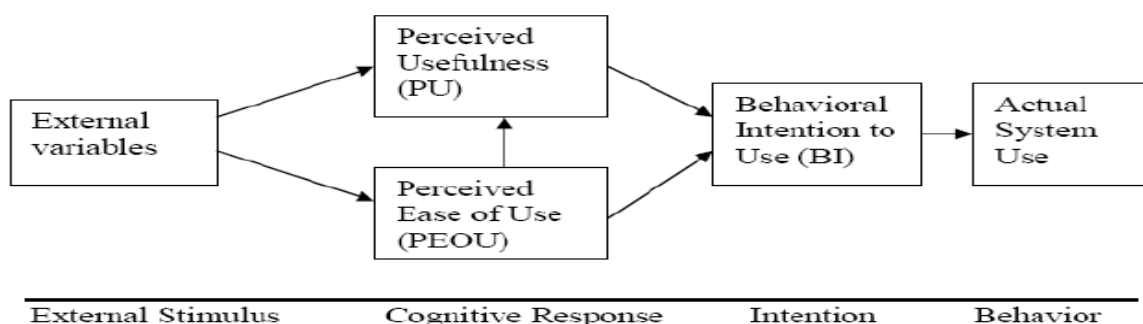 External
variables
Perceived
Usefulness
(PU)
Perceived
Ease of Use
(PEOU)
Behavioral
Intention to
Use (BI)
Actual
System
Use
External Stimulus
Cognitive Response
Intention
Behavior